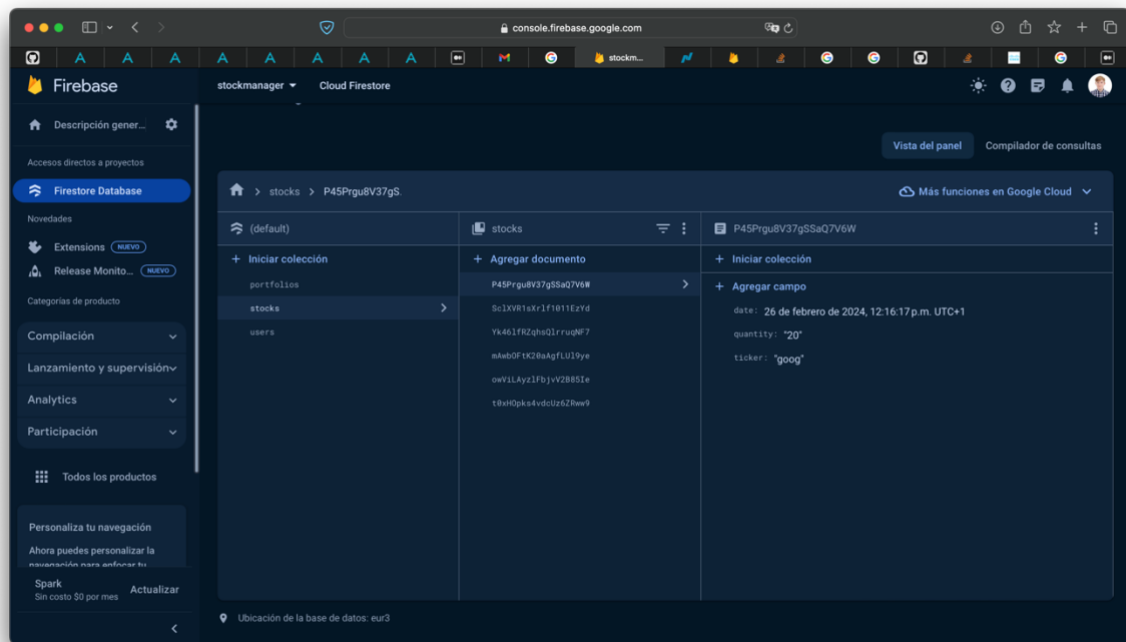 console.firebase.google.com
stockm...
Firebase
stockmanager
Cloud Firestore
Descripción gener...
Accesos directos a proyectos
Firestore Database
Novedades
Extensions NUEVO
Release Monito... NUEVO
Categorías de producto
Compilación
Lanzamiento y supervisión
Analytics
Participación
Todos los productos
Personaliza tu navegación
Ahora puedes personalizar la
navegación para enfocar tu
Spark
Sin costo $0 por mes
Actualizar
Vista del panel
Compilador de consultas
stocks > P45Prgu8V37gS.
Más funciones en Google Cloud
(default)
+ Iniciar colección
portfolios
stocks
users
stocks
+ Agregar documento
P45Prgu8V37gSSaQ7V6W
SclXVR1sXrlf1011EzYd
Yk46lfRZqhsQlrruqNF7
mAwbOFtK20aAgfLUl9ye
owViLAyzlFbjvV2B85Ie
t0xHOpks4vdcUz6ZRww9
P45Prgu8V37gSSaQ7V6W
+ Iniciar colección
+ Agregar campo
date: 26 de febrero de 2024, 12:16:17 p.m. UTC+1
quantity: "20"
ticker: "goog"
Ubicación de la base de datos: eur3